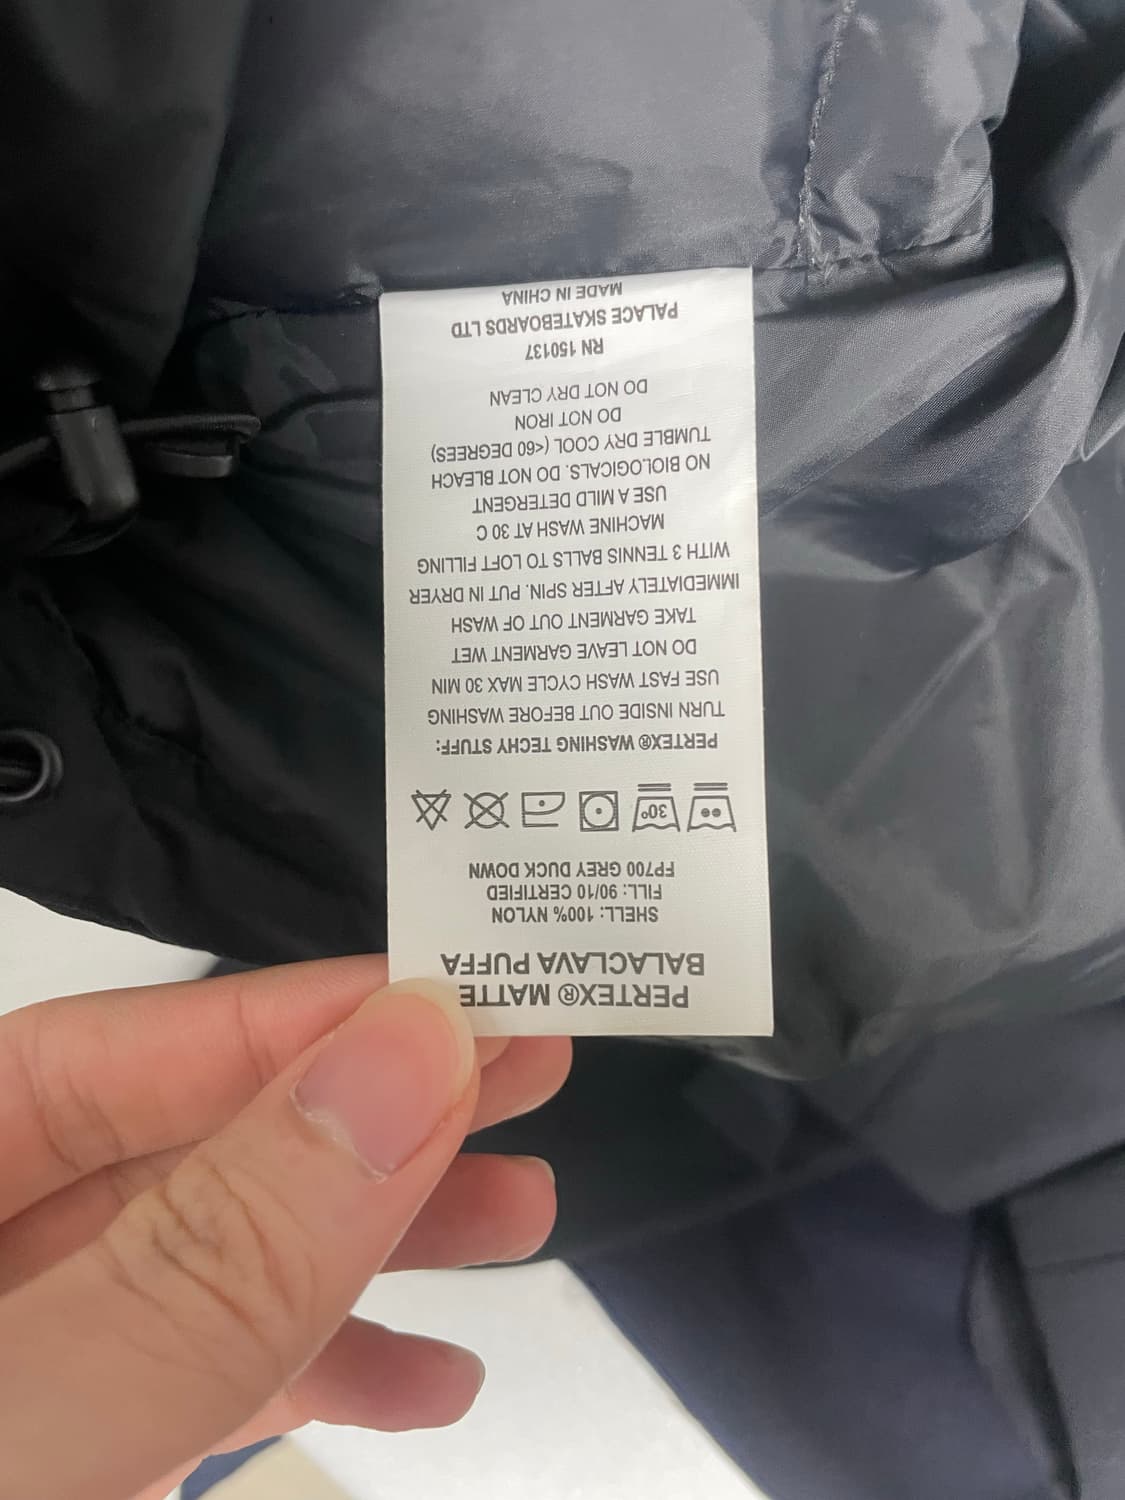 PERTEX® MATTE
BALACLAVA PUFFA
SHELL: 100% NYLON
FILL: 90/10 CERTIFIED
FP700 GREY DUCK DOWN
30º
PERTEX® WASHING TECHY STUFF:
TURN INSIDE OUT BEFORE WASHING
USE FAST WASH CYCLE MAX 30 MIN
DO NOT LEAVE GARMENT WET
TAKE GARMENT OUT OF WASH
IMMEDIATELY AFTER SPIN. PUT IN DRYER
WITH 3 TENNIS BALLS TO LOFT FILLING
MACHINE WASH AT 30 C
USE A MILD DETERGENT
NO BIOLOGICALS. DO NOT BLEACH
TUMBLE DRY COOL (<60 DEGREES)
DO NOT IRON
DO NOT DRY CLEAN
RN 150137
PALACE SKATEBOARDS LTD
MADE IN CHINA